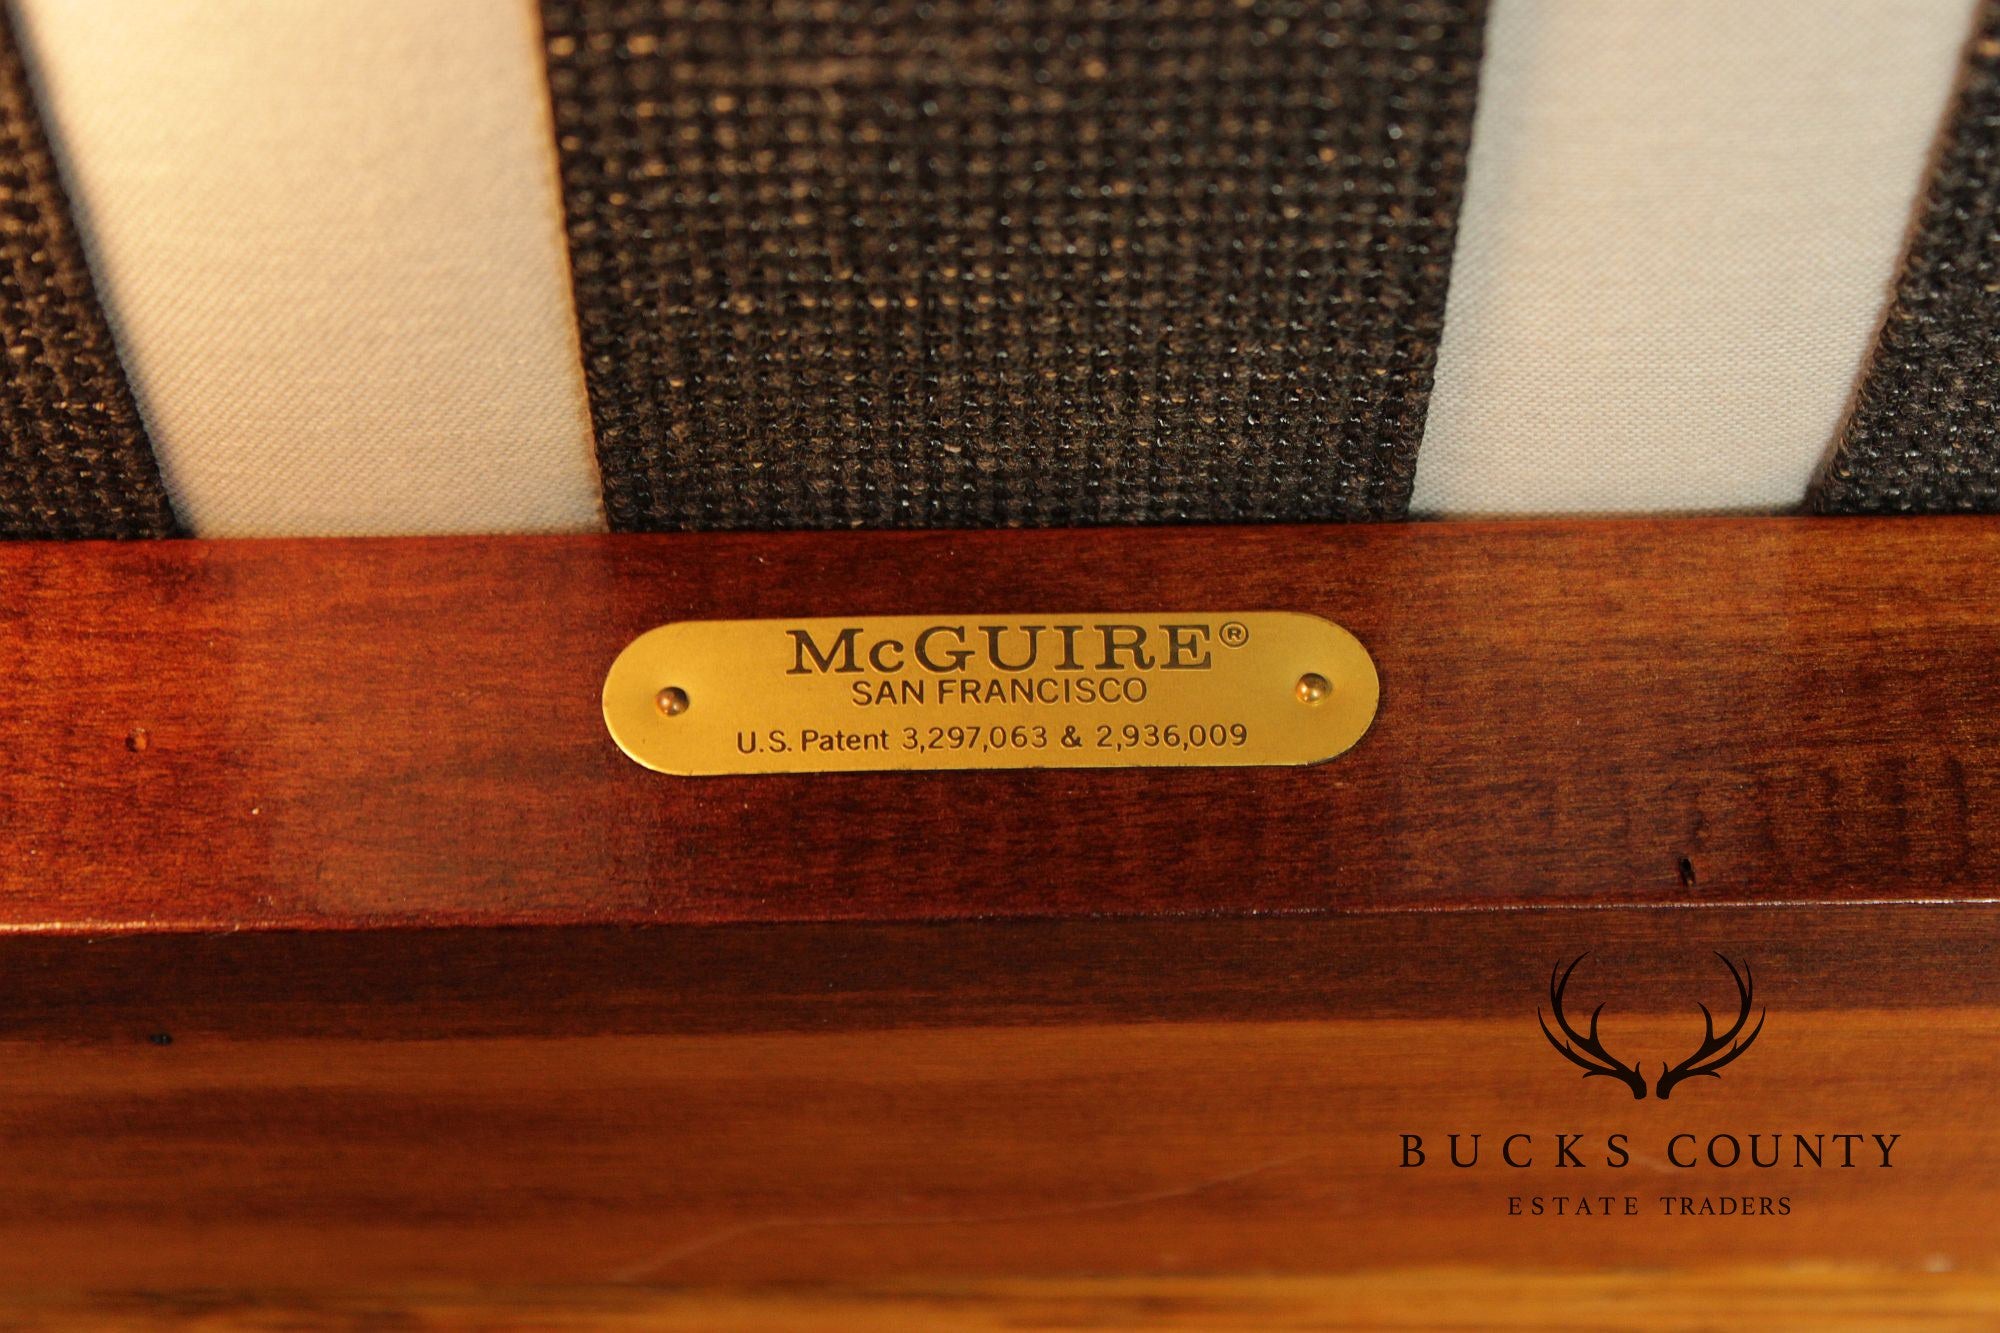 McGUIRE®
SAN FRANCISCO
U.S. Patent 3,297,063 & 2,936,009
BUCKS COUNTY
ESTATE TRADERS